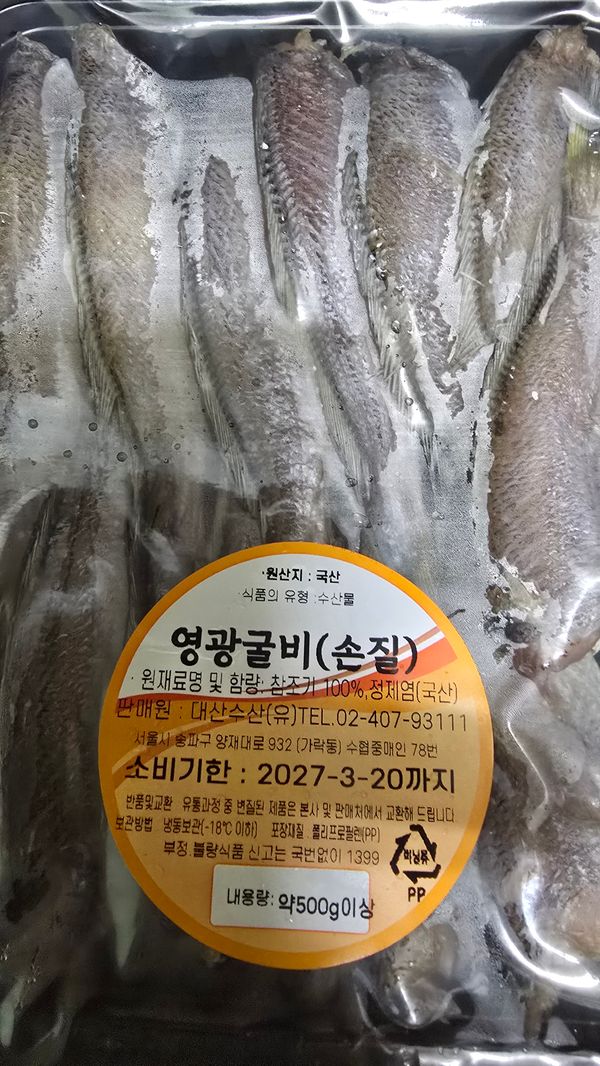 ·원산지 : 국산
·식품의 유형 :수산물
영광굴비(손질)
· 원재료명 및 함량: 참조기 100%,정제염(국산)
판매원 : 대산수산(유)TEL.02-407-93111
서울시 송파구 양재대로 932 (가락동) 수협중매인 78번
소비기한 : 2027-3-20까지
반품및교환 유통과정 중 변질된 제품은 본사 및 판매처에서 교환해 드립니다
보관방법 냉동보관(-18℃ 이하) 포장재질 : 폴리프로필렌(PP)
부정.불량식품 신고는 국번없이 1399
비닐류
PP
내용량: 약500g이상